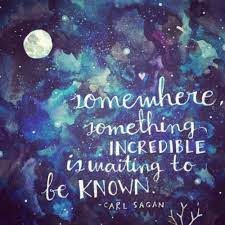 somewhere,
something
INCREDIBLE
is waiting to
be KNOWN.
-CARL SAGAN